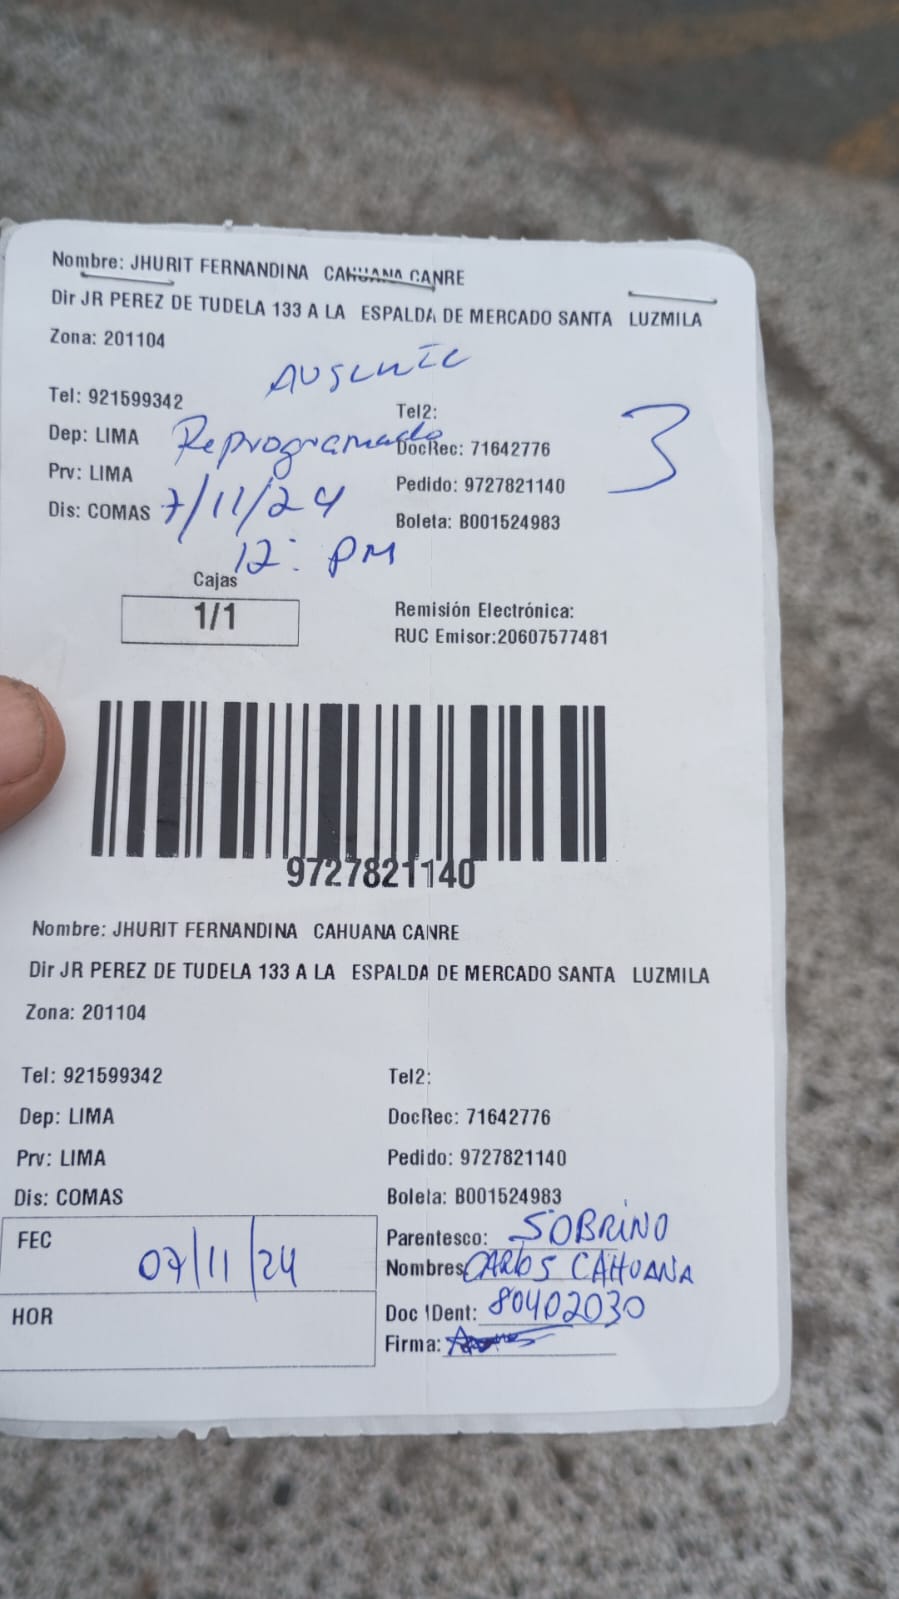 Nombre: JHURIT FERNANDINA CAHUANA CANRE
Dir JR PEREZ DE TUDELA 133 A LA ESPALDA DE MERCADO SANTA LUZMILA
Zona: 201104
AUSENTE
Tel: 921599342 Tel2:
Dep: LIMA Reprogramado DocRec: 71642776 3
Prv: LIMA Pedido: 9727821140
Dis: COMAS 7/11/24 Boleta: B001524983
12: PM
Cajas
1/1 Remisión Electrónica:
RUC Emisor:20607577481
9727821140
Nombre: JHURIT FERNANDINA CAHUANA CANRE
Dir JR PEREZ DE TUDELA 133 A LA ESPALDA DE MERCADO SANTA LUZMILA
Zona: 201104
Tel: 921599342 Tel2:
Dep: LIMA DocRec: 71642776
Prv: LIMA Pedido: 9727821140
Dis: COMAS Boleta: B001524983
FEC 07/11/24 Parentesco: SOBRINO
Nombres CARLOS CAHUANA
HOR Doc IDent: 80402030
Firma: